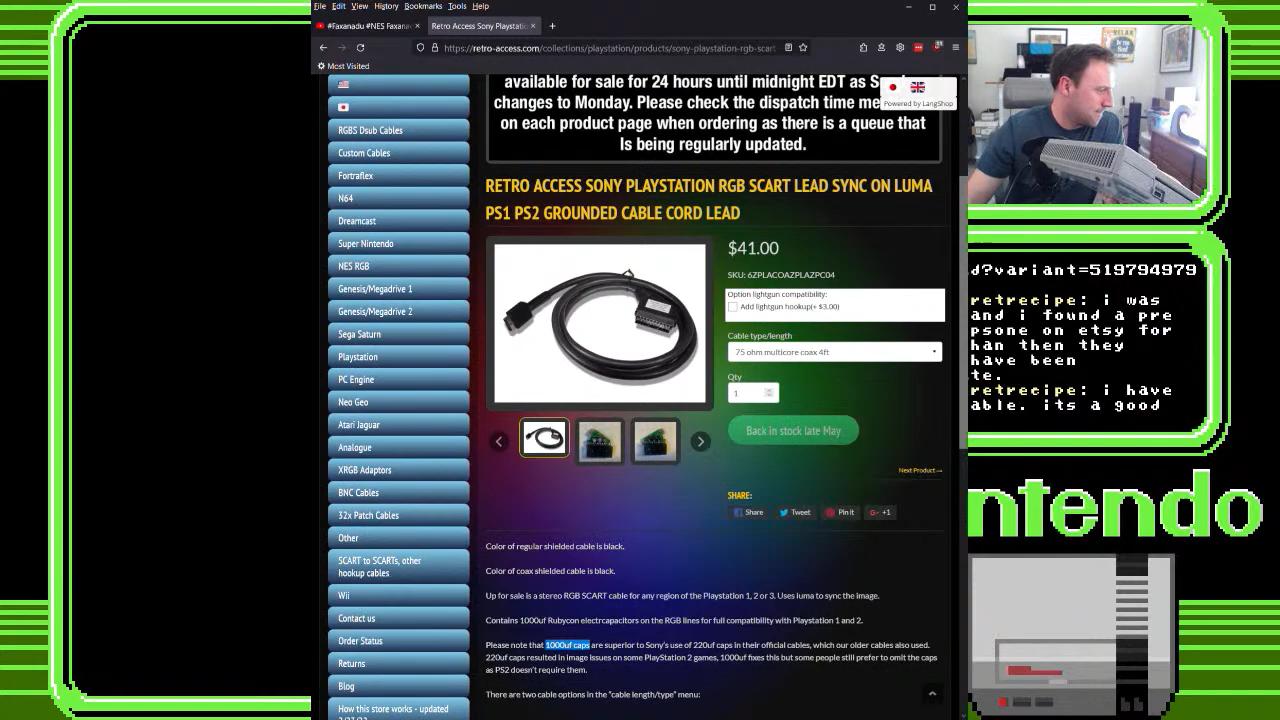 File Edit View History Bookmarks Tools Help
#Faxanadu #NES Faxanadu
Retro Access Sony Playstatio
https://retro-access.com/collections/playstation/products/sony-playstation-rgb-scart
Most Visited
available for sale for 24 hours until midnight EDT as S
changes to Monday. Please check the dispatch time me
on each product page when ordering as there is a queue that
is being regularly updated.
Powered by LangShop
RGBS Dsub Cables
Custom Cables
Fortraflex
N64
Dreamcast
Super Nintendo
NES RGB
Genesis/Megadrive 1
Genesis/Megadrive 2
Sega Saturn
Playstation
PC Engine
Neo Geo
Atari Jaguar
Analogue
XRGB Adaptors
BNC Cables
32x Patch Cables
Other
SCART to SCARTs, other
hookup cables
Wii
Contact us
Order Status
Returns
Blog
How this store works - updated
RETRO ACCESS SONY PLAYSTATION RGB SCART LEAD SYNC ON LUMA
PS1 PS2 GROUNDED CABLE CORD LEAD
$41.00
SKU: 6ZPLACOAZPLAZPC04
Option lightgun compatibility:
Add lightgun hookup(+ $3.00)
Cable type/length
75 ohm multicore coax 4ft
Qty
1
Back in stock late May
Next Product→
SHARE:
Share Tweet Pin it G+ +1
Color of regular shielded cable is black.
Color of coax shielded cable is black.
Up for sale is a stereo RGB SCART cable for any region of the Playstation 1, 2 or 3. Uses luma to sync the image.
Contains 1000uf Rubycon electrcapacitors on the RGB lines for full compatibility with Playstation 1 and 2.
Please note that 1000uf caps are superior to Sony's use of 220uf caps in their official cables, which our older cables also used.
220uf caps resulted in image issues on some PlayStation 2 games, 1000uf fixes this but some people still prefer to omit the caps
as PS2 doesn't require them.
There are two cable options in the "cable length/type" menu:
d?variant=519794979
retrecipe: i was
and i found a pre
psone on etsy for
han then they
have been
te.
retrecipe: i have
able. its a good
ntendo